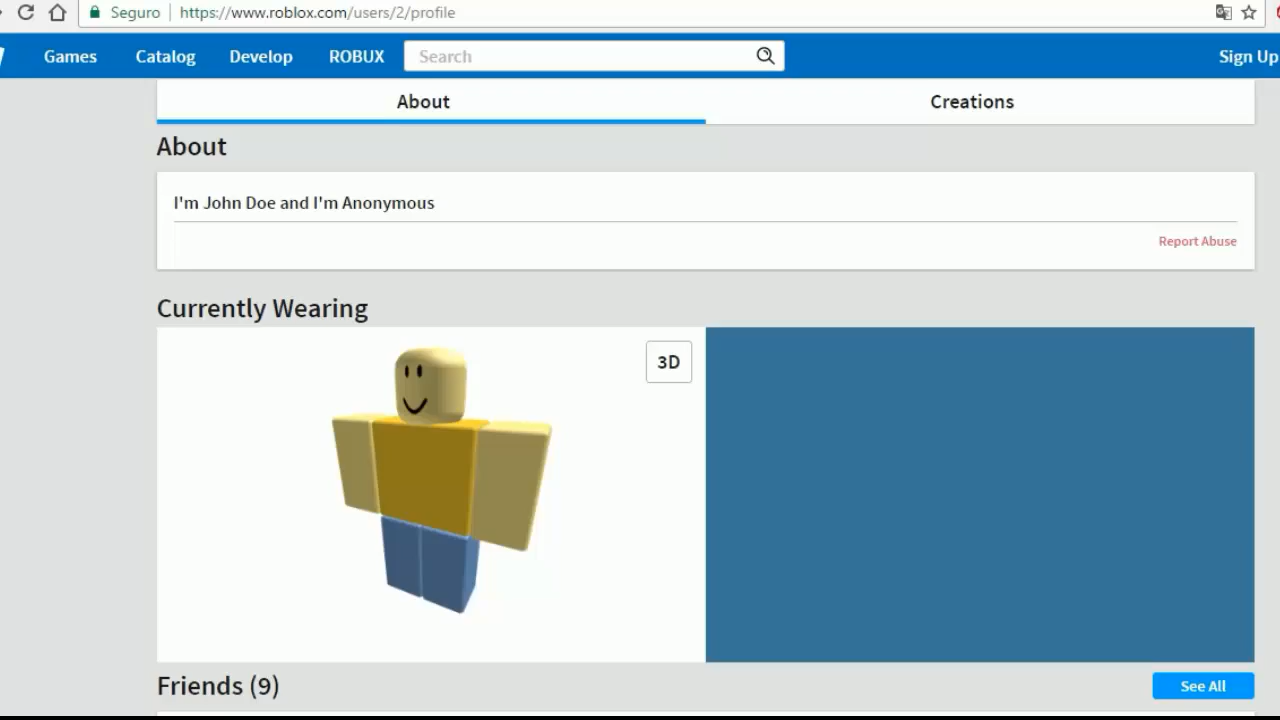 Seguro https://www.roblox.com/users/2/profile
Games Catalog Develop ROBUX Search Sign Up
About Creations
About
I'm John Doe and I'm Anonymous
Report Abuse
Currently Wearing
3D
Friends (9) See All